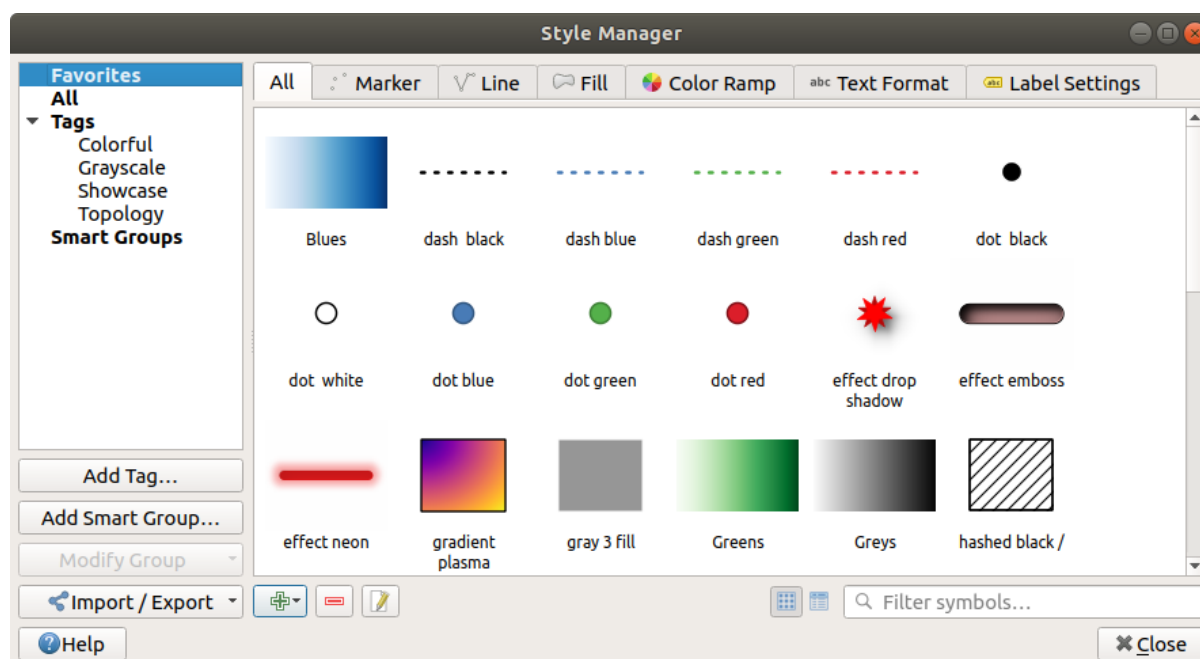 Style Manager
Favorites
All
Tags
Colorful
Grayscale
Showcase
Topology
Smart Groups
All
Marker
Line
Fill
Color Ramp
abc Text Format
abc Label Settings
Blues
dash  black
dash blue
dash green
dash red
dot  black
dot  white
dot blue
dot green
dot red
effect drop
shadow
effect emboss
effect neon
gradient
plasma
gray 3 fill
Greens
Greys
hashed black /
Add Tag...
Add Smart Group...
Modify Group
Import / Export
Filter symbols...
Help
Close